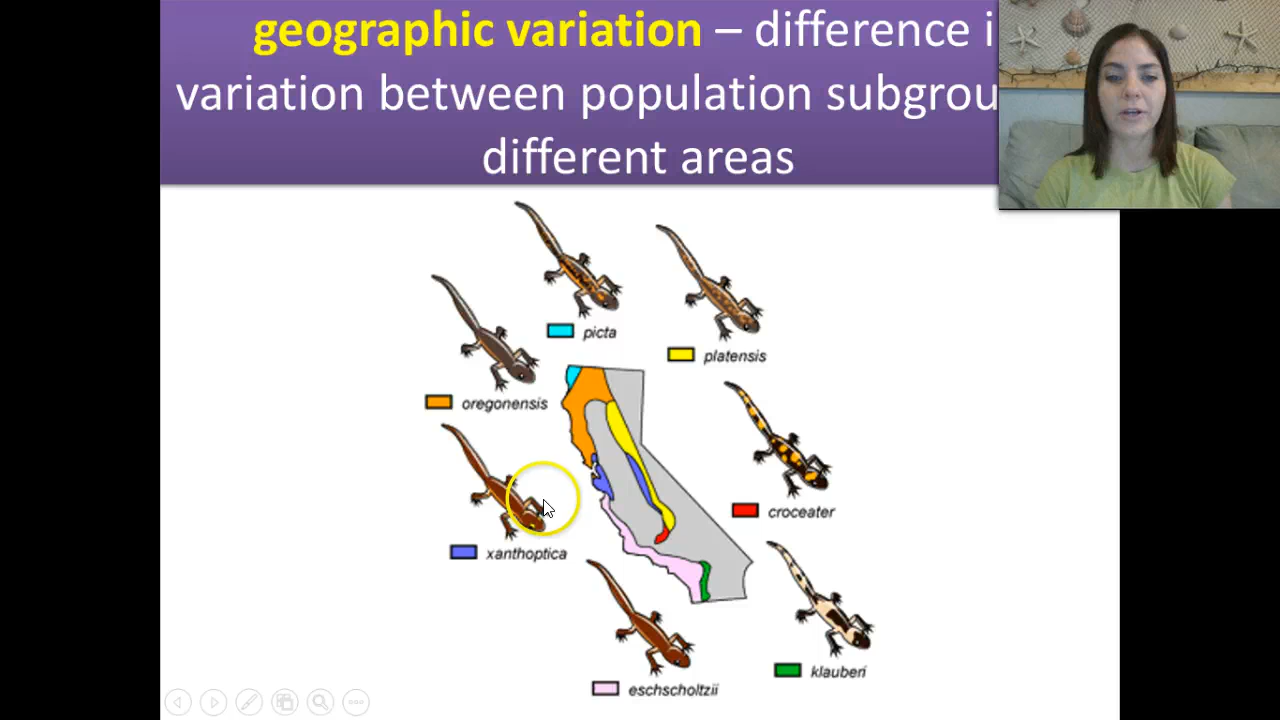 geographic variation – difference i
variation between population subgrou
different areas
picta
platensis
oregonensis
croceater
xanthoptica
klauberi
eschscholtzii